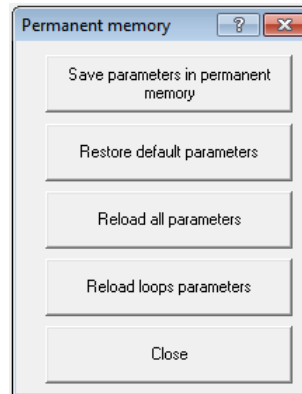 Permanent memory
?
Save parameters in permanent
memory
Restore default parameters
Reload all parameters
Reload loops parameters
Close